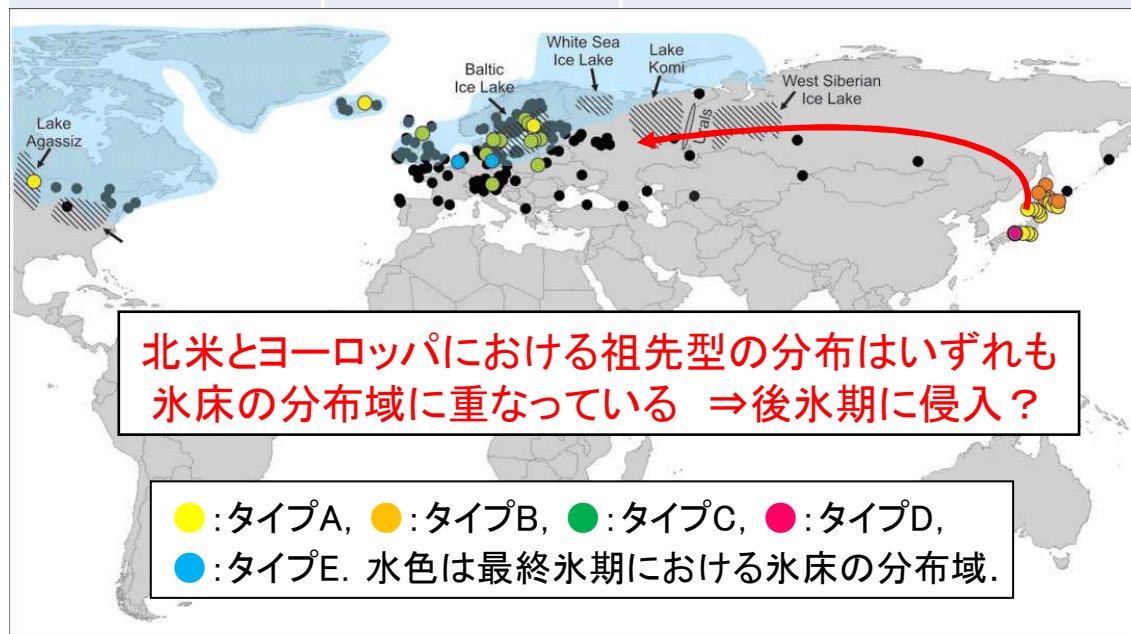 White Sea
Ice Lake
Lake
Komi
Baltic
Ice Lake
West Siberian
Ice Lake
Urals
Lake
Agassiz
北米とヨーロッパにおける祖先型の分布はいずれも
氷床の分布域に重なっている ⇒後氷期に侵入？
：タイプA, ：タイプB, ：タイプC, ：タイプD,
：タイプE. 水色は最終氷期における氷床の分布域.